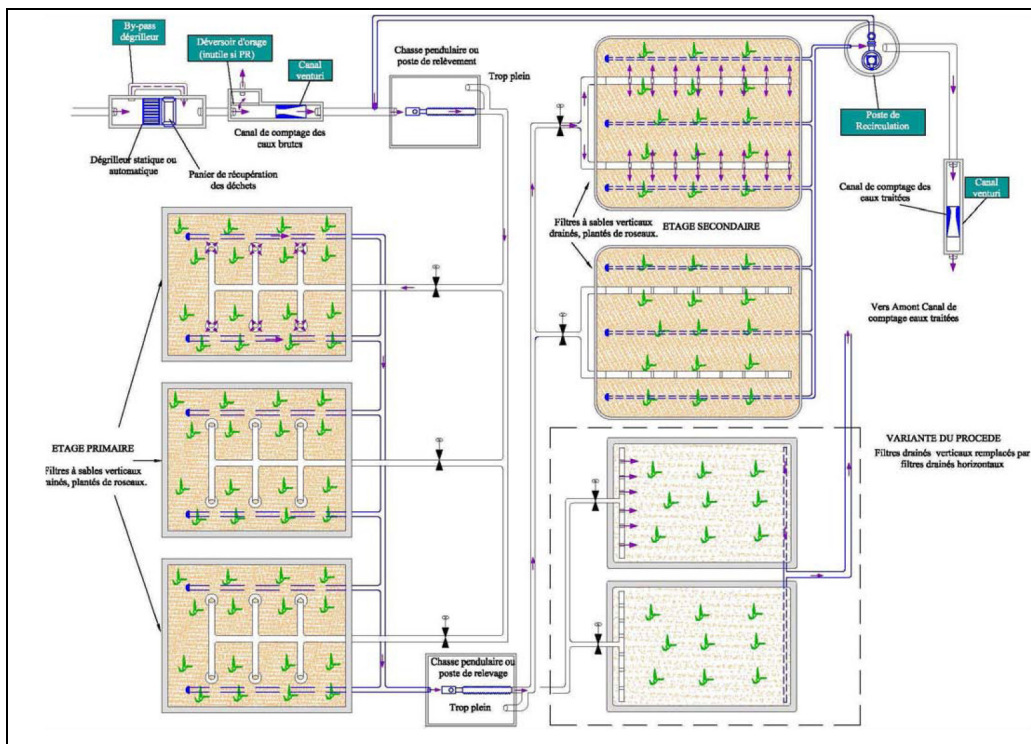 By-pass
dégrilleur
Déversoir d'orage
(inutile si PR)
Canal
venturi
Chasse pendulaire ou
poste de relèvement
Trop plein
Canal de comptage des
eaux brutes
Dégrilleur statique ou
automatique
Panier de récupération
des déchets
Poste de
Recirculation
Canal de comptage des
eaux traitées
Canal
venturi
Filtres à sables verticaux
drainés, plantés de roseaux.
ETAGE SECONDAIRE
Vers Amont Canal de
comptage eaux traitées
ETAGE PRIMAIRE
Filtres à sables verticaux
rainés, plantés de roseaux.
VARIANTE DU PROCEDE
Filtres drainés verticaux remplacés par
filtres drainés horizontaux
Chasse pendulaire ou
poste de relevage
Trop plein